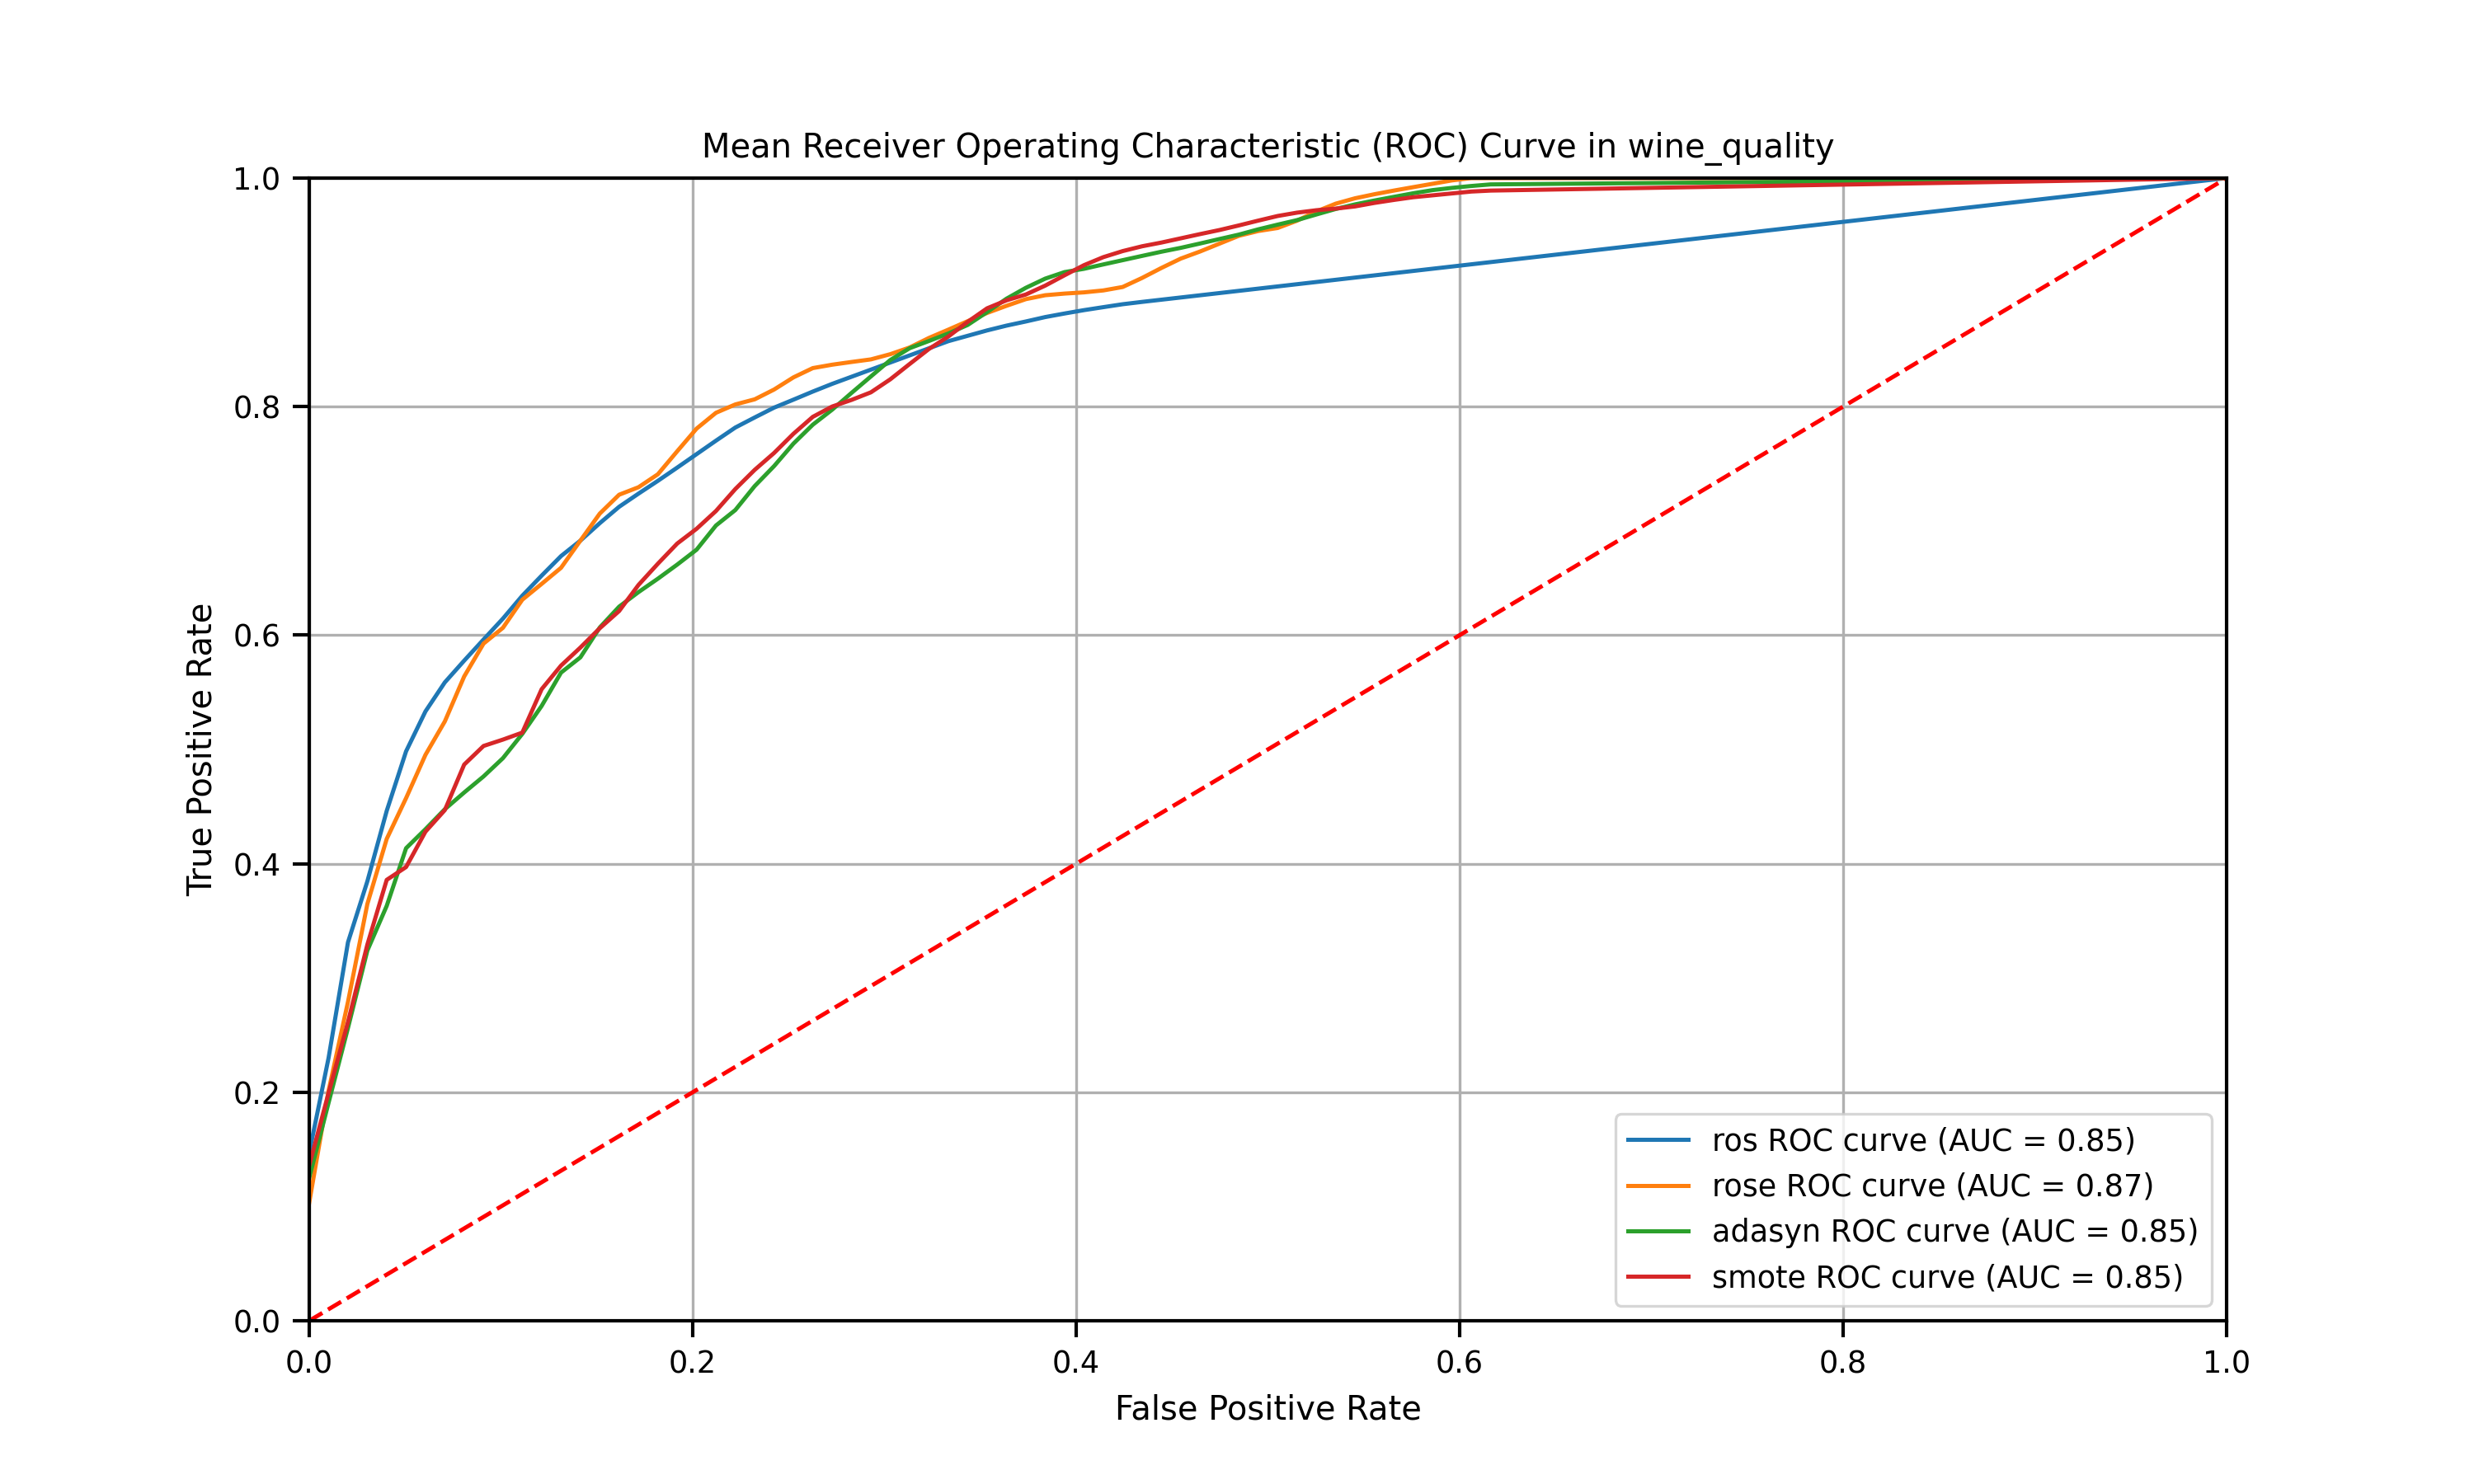 Mean Receiver Operating Characteristic (ROC) Curve in wine_quality
1.0
0.8
0.6
0.4
0.2
0.0
True Positive Rate
0.0 0.2 0.4 0.6 0.8 1.0
False Positive Rate
ros ROC curve (AUC = 0.85)
rose ROC curve (AUC = 0.87)
adasyn ROC curve (AUC = 0.85)
smote ROC curve (AUC = 0.85)